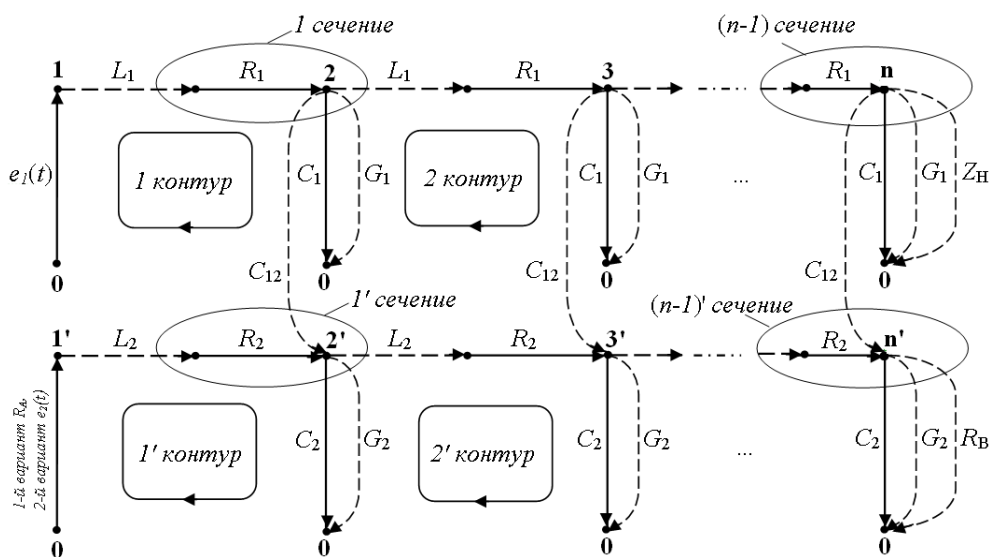 1 сечение
(n-1) сечение
1 L₁ R₁ 2 L₁ R₁ 3 R₁ n
e₁(t) 1 контур C₁ G₁ 2 контур C₁ G₁ ... C₁ G₁ Z_Н
0 0 0 0
C₁₂ C₁₂ C₁₂
1' сечение
(n-1)' сечение
1' L₂ R₂ 2' L₂ R₂ 3' R₂ n'
1-й вариант R_А,
2-й вариант e₂(t)
1' контур C₂ G₂ 2' контур C₂ G₂ ... C₂ G₂ R_В
0 0 0 0